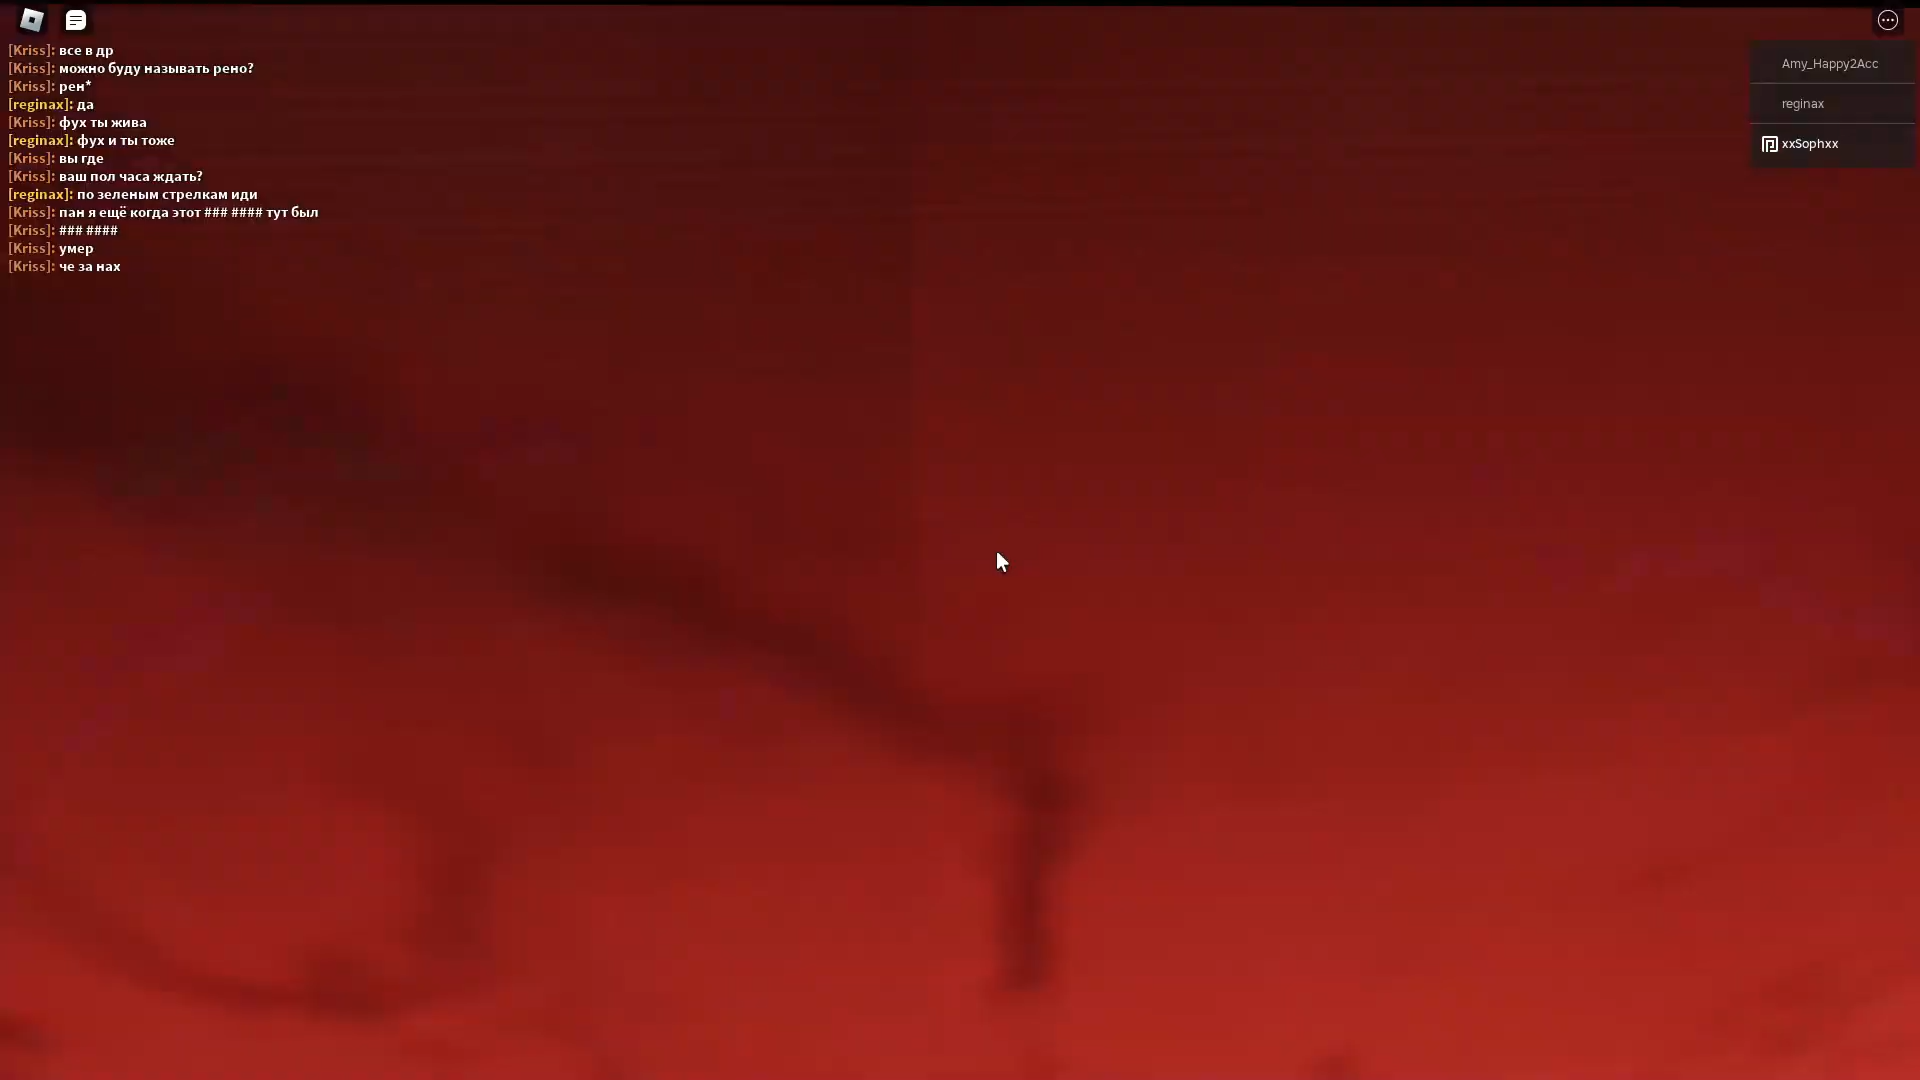 [Kriss]: все в др
[Kriss]: можно буду называть рено?
[Kriss]: рен*
[reginax]: да
[Kriss]: фух ты жива
[reginax]: фух и ты тоже
[Kriss]: вы где
[Kriss]: ваш пол часа ждать?
[reginax]: по зеленым стрелкам иди
[Kriss]: пан я ещё когда этот ### #### тут был
[Kriss]: ### ####
[Kriss]: умер
[Kriss]: че за нах
Amy_Happy2Acc
reginax
xxSophxx